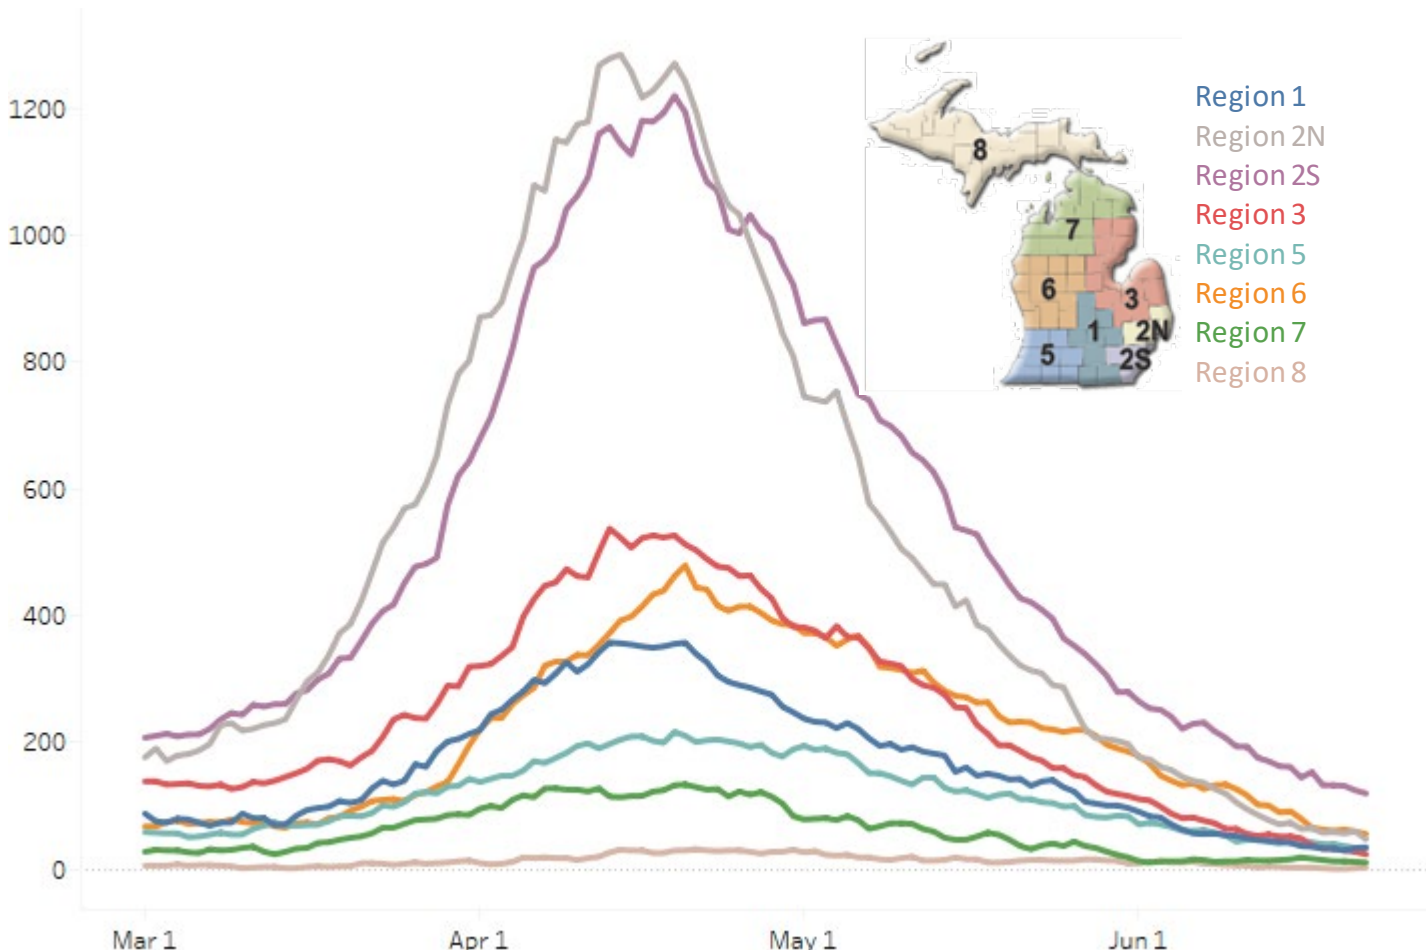 1200
1000
800
600
400
200
0
Mar 1
Apr 1
May 1
Jun 1
8
7
6
3
1
2N
5
2S
Region 1
Region 2N
Region 2S
Region 3
Region 5
Region 6
Region 7
Region 8